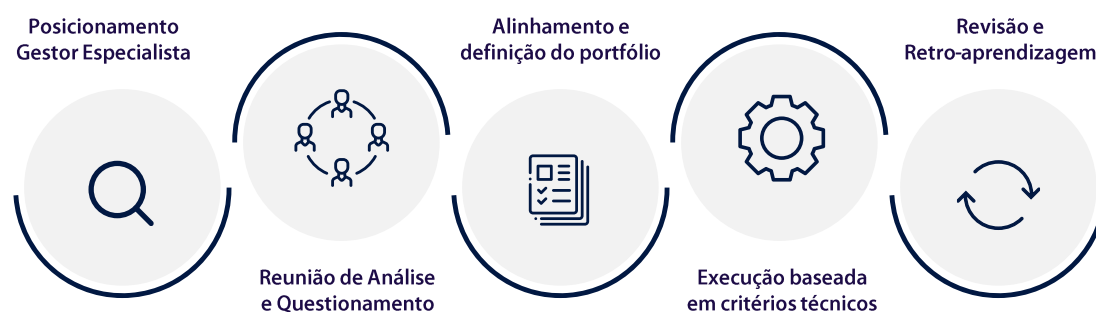 Posicionamento
Gestor Especialista
Reunião de Análise
e Questionamento
Alinhamento e
definição do portfólio
Execução baseada
em critérios técnicos
Revisão e
Retro-aprendizagem